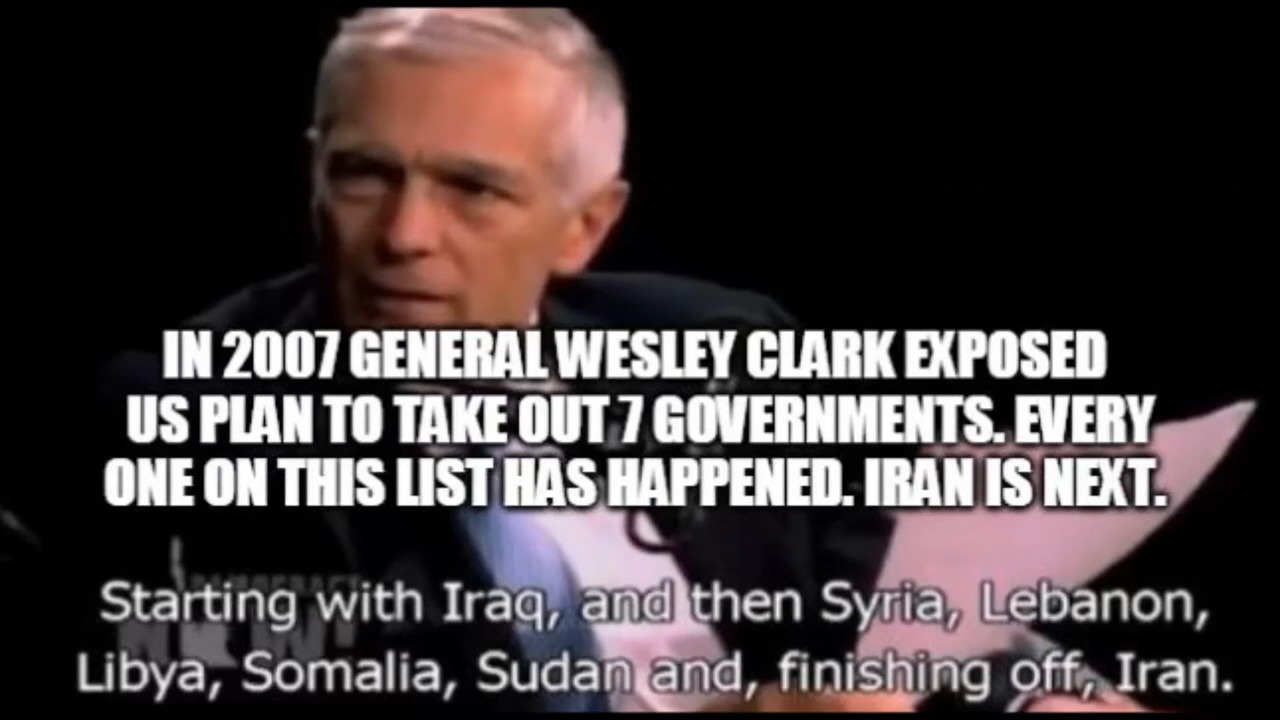 IN 2007 GENERAL WESLEY CLARK EXPOSED
US PLAN TO TAKE OUT 7 GOVERNMENTS. EVERY
ONE ON THIS LIST HAS HAPPENED. IRAN IS NEXT.
Starting with Iraq, and then Syria, Lebanon,
Libya, Somalia, Sudan and, finishing off, Iran.